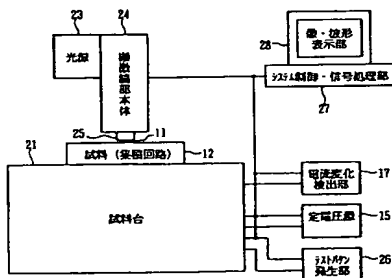 23
24
光源
顕微鏡部本体
像・波形
表示部
28
システム制御・信号処理部
27
25
11
21
試料（集積回路）
12
試料台
電流変化
検出部
17
定電圧源
15
テストパタン
発生部
26